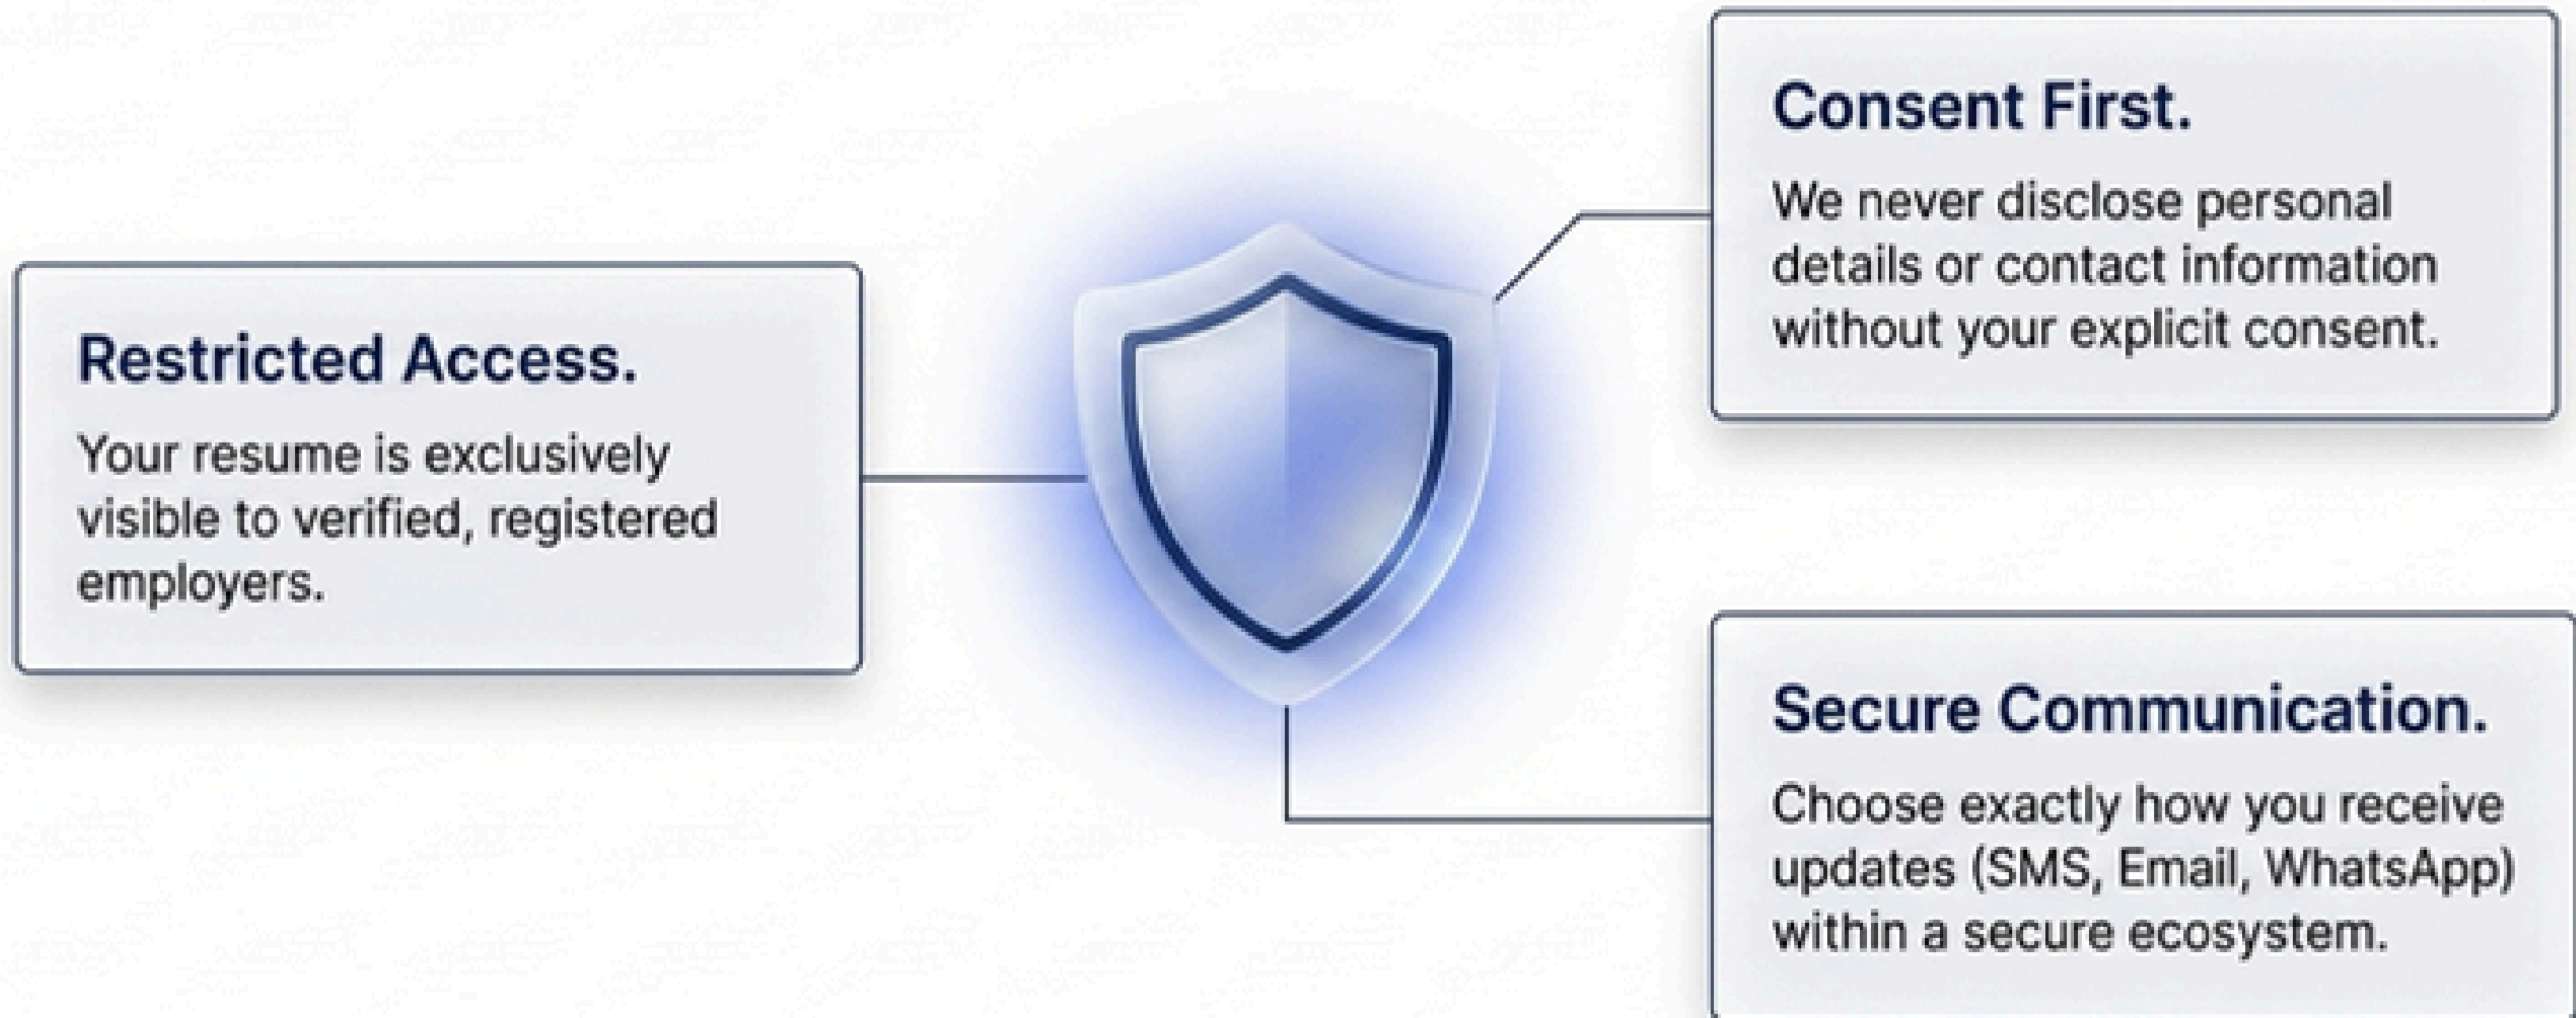 Restricted Access.
Your resume is exclusively
visible to verified, registered
employers.
Consent First.
We never disclose personal
details or contact information
without your explicit consent.
Secure Communication.
Choose exactly how you receive
updates (SMS, Email, WhatsApp)
within a secure ecosystem.